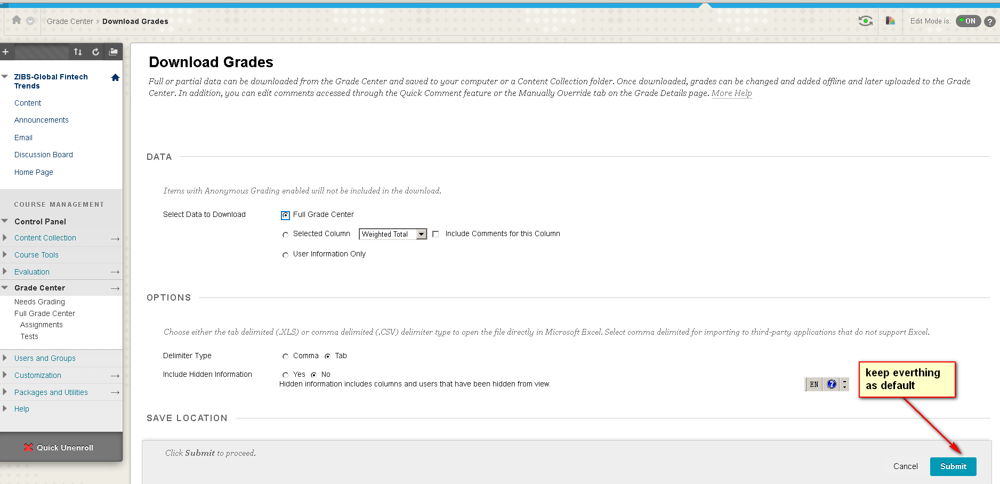 Grade Center > Download Grades
Edit Mode is: ON ?
ZIBS-Global Fintech
Trends
Content
Announcements
Email
Discussion Board
Home Page
COURSE MANAGEMENT
Control Panel
Content Collection
Course Tools
Evaluation
Grade Center
Needs Grading
Full Grade Center
Assignments
Tests
Users and Groups
Customization
Packages and Utilities
Help
Quick Unenroll
Download Grades
Full or partial data can be downloaded from the Grade Center and saved to your computer or a Content Collection folder. Once downloaded, grades can be changed and added offline and later uploaded to the Grade
Center. In addition, you can edit comments accessed through the Quick Comment feature or the Manually Override tab on the Grade Details page. More Help
DATA
Items with Anonymous Grading enabled will not be included in the download.
Select Data to Download Full Grade Center
Selected Column Weighted Total Include Comments for this Column
User Information Only
OPTIONS
Choose either the tab delimited (.XLS) or comma delimited (.CSV) delimiter type to open the file directly in Microsoft Excel. Select comma delimited for importing to third-party applications that do not support Excel.
Delimiter Type Comma Tab
Include Hidden Information Yes No
Hidden information includes columns and users that have been hidden from view.
EN ?
keep everthing
as default
SAVE LOCATION
Click Submit to proceed.
Cancel Submit